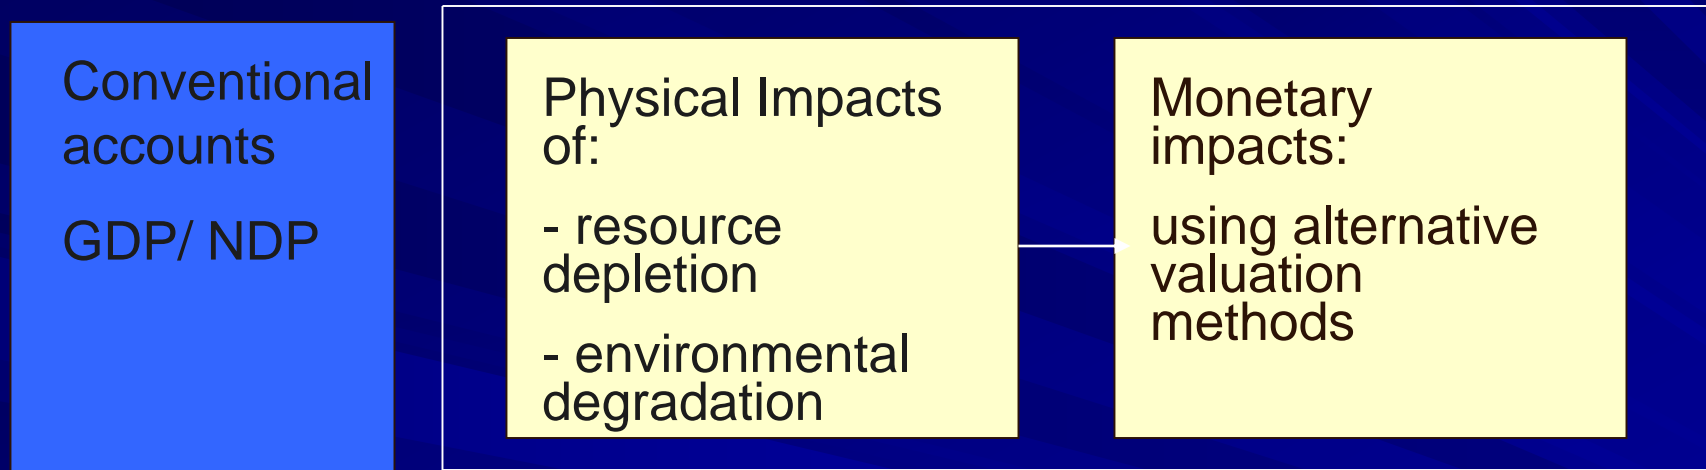 Conventional
accounts
GDP/ NDP
Physical Impacts
of:
- resource
depletion
- environmental
degradation
Monetary
impacts:
using alternative
valuation
methods